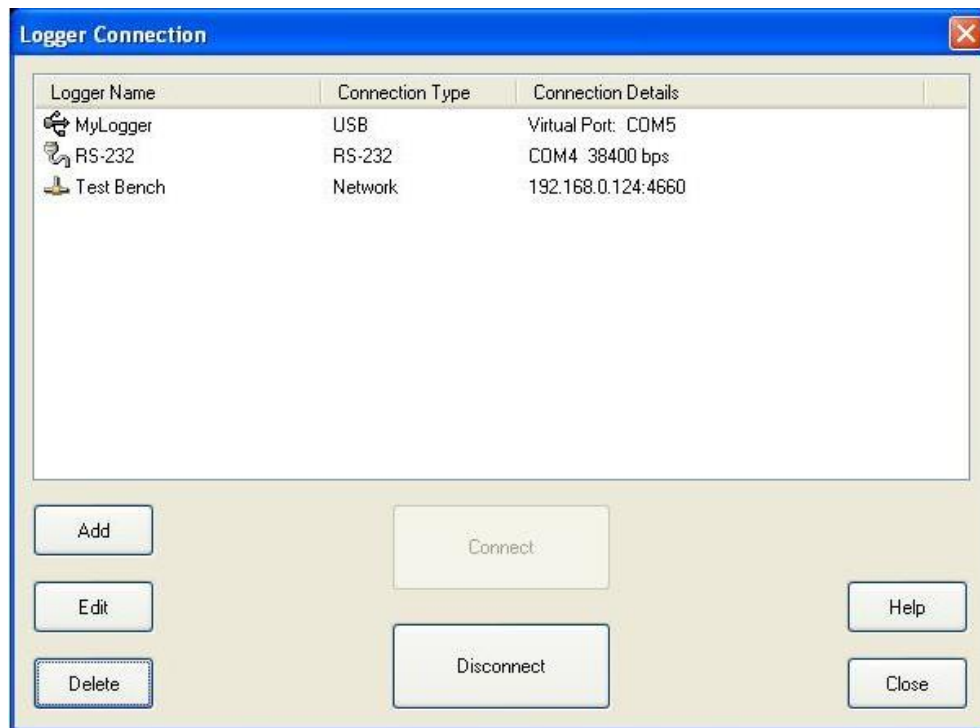 Logger Connection
Logger Name Connection Type Connection Details
MyLogger USB Virtual Port: COM5
RS-232 RS-232 COM4 38400 bps
Test Bench Network 192.168.0.124:4660
Add
Connect
Edit
Help
Disconnect
Delete
Close